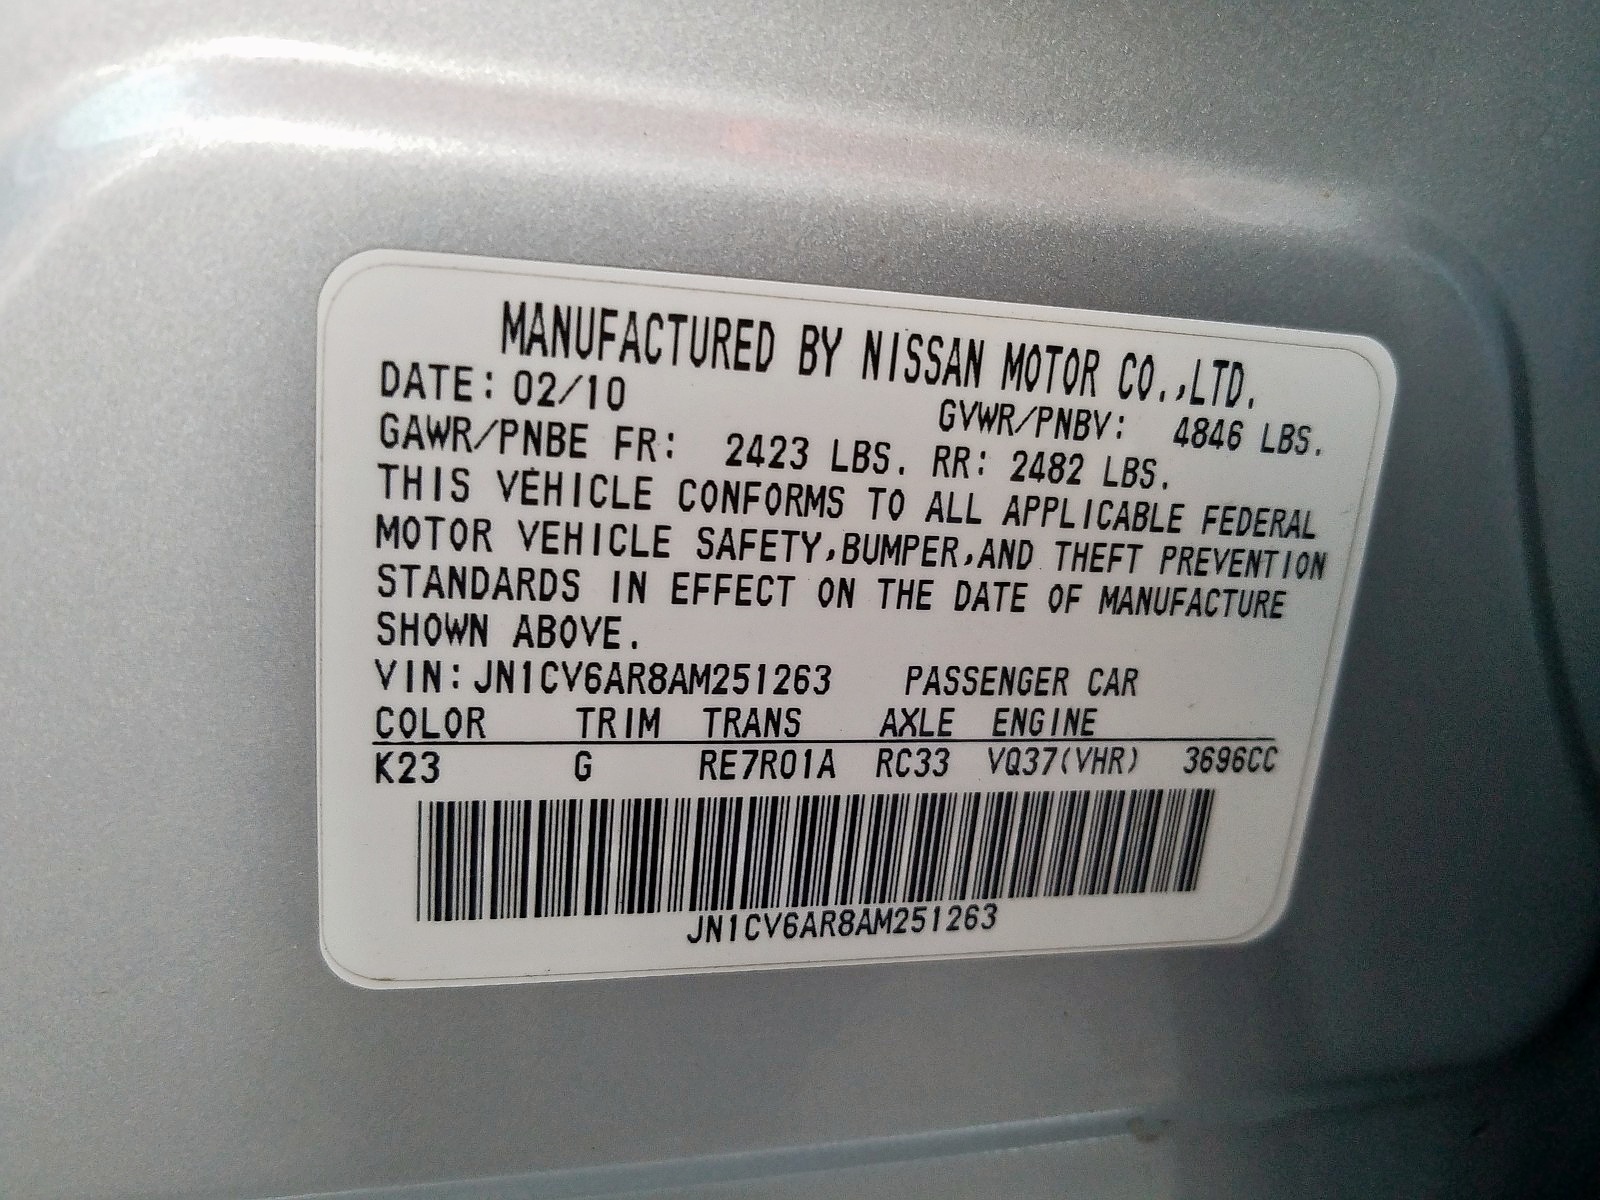 MANUFACTURED BY NISSAN MOTOR CO.,LTD.
DATE: 02/10 GVWR/PNBV: 4846 LBS.
GAWR/PNBE FR: 2423 LBS. RR: 2482 LBS.
THIS VEHICLE CONFORMS TO ALL APPLICABLE FEDERAL
MOTOR VEHICLE SAFETY,BUMPER,AND THEFT PREVENTION
STANDARDS IN EFFECT ON THE DATE OF MANUFACTURE
SHOWN ABOVE.
VIN:JN1CV6AR8AM251263 PASSENGER CAR
COLOR TRIM TRANS AXLE ENGINE
K23 G RE7R01A RC33 VQ37(VHR) 3696CC
JN1CV6AR8AM251263